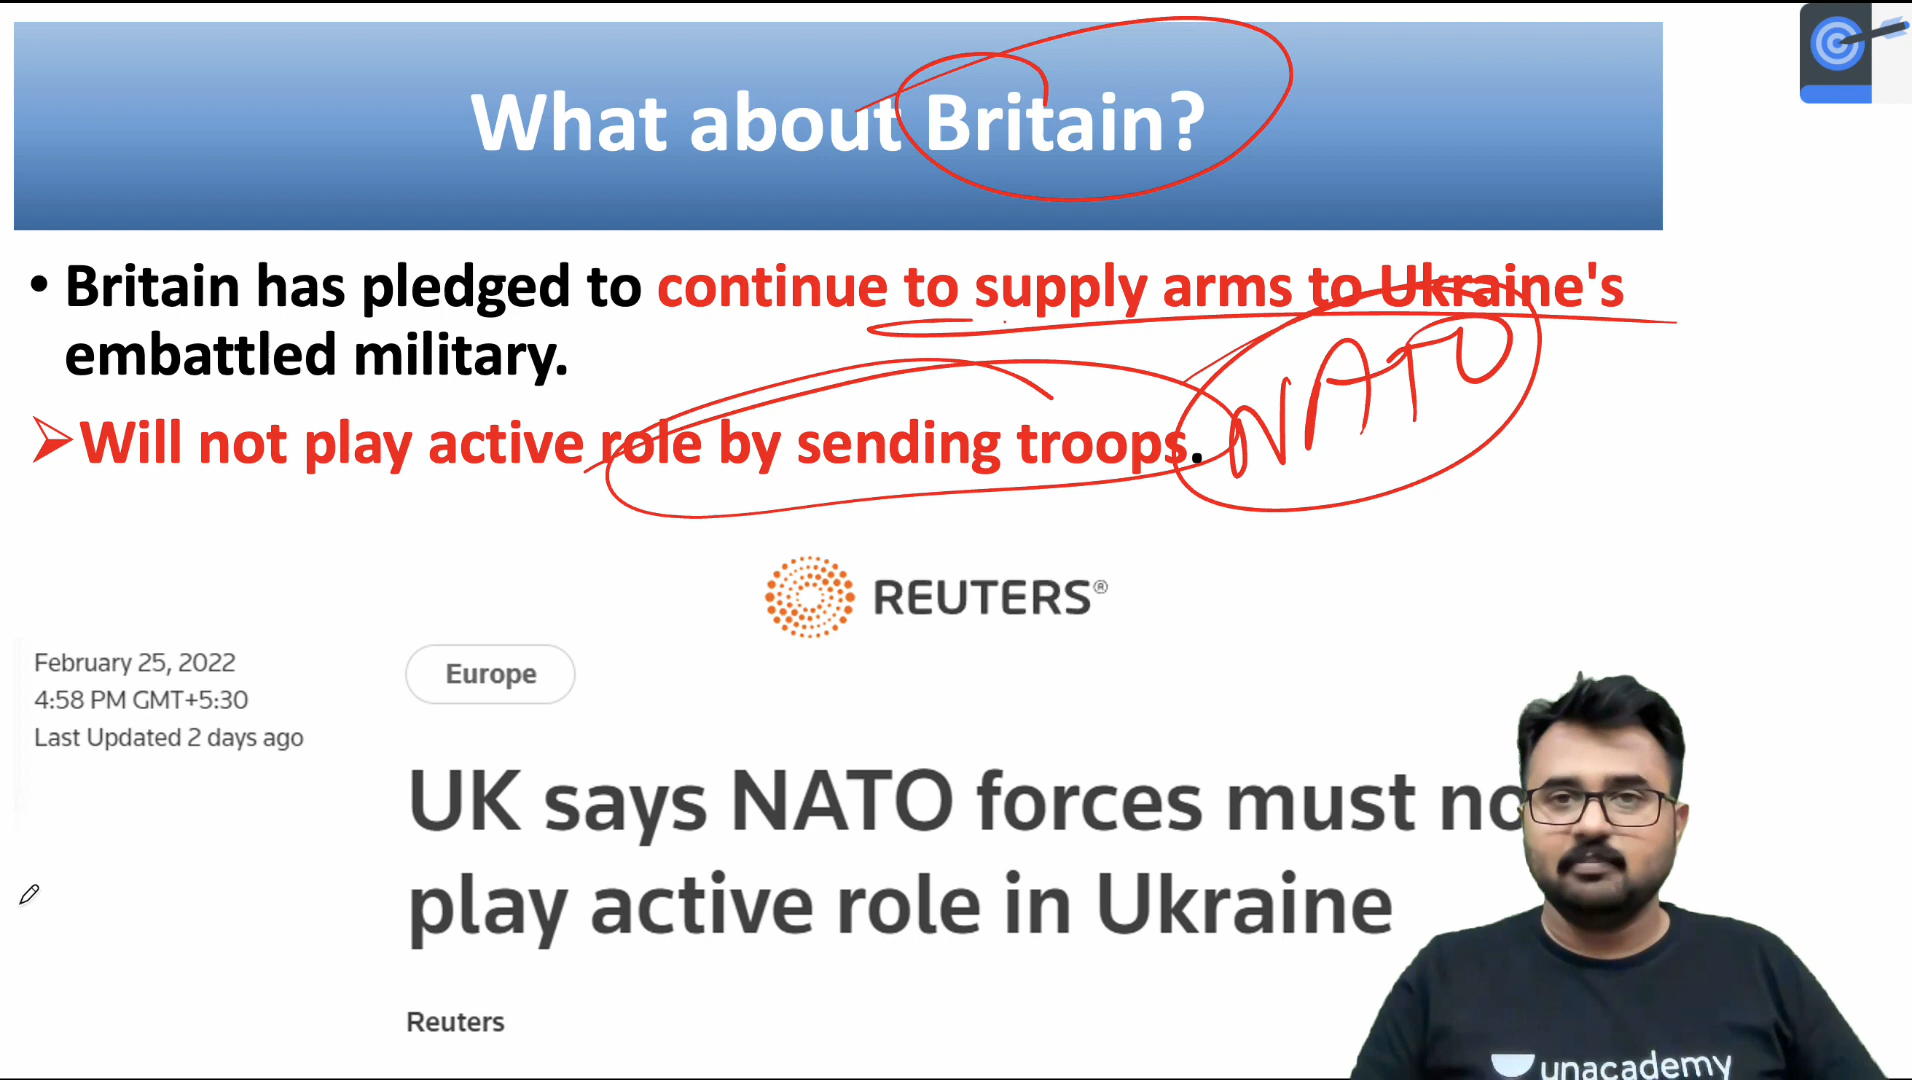 What about Britain?
• Britain has pledged to continue to supply arms to Ukraine's
embattled military.
➢Will not play active role by sending troops.
NATO
REUTERS®
February 25, 2022
4:58 PM GMT+5:30
Last Updated 2 days ago
Europe
UK says NATO forces must no
play active role in Ukraine
Reuters
unacademy